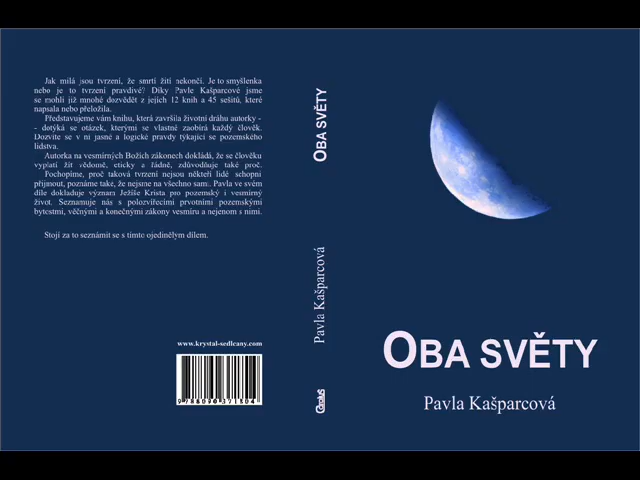 Jak milá jsou tvrzení, že smrtí žití nekončí. Je to smyšlenka
nebo je to tvrzení pravdivé? Díky Pavle Kašparcové jsme
se mohli již mnohé dozvědět z jejích 12 knih a 45 sešitů, které
napsala nebo přeložila.
Představujeme vám knihu, která završila životní dráhu autorky -
- dotýká se otázek, kterými se vlastně zaobírá každý člověk.
Dozvíte se v ní jasné a logické pravdy týkající se pozemského
lidstva.
Autorka na vesmírných Božích zákonech dokládá, že se člověku
vyplatí žít vědomě, eticky a řádně, zdůvodňuje také proč.
Pochopíme, proč taková tvrzení nejsou někteří lidé schopni
přijmout, poznáme také, že nejsme na všechno sami. Pavla ve svém
díle dokladuje význam Ježíše Krista pro pozemský i vesmírný
život. Seznamuje nás s polozvířecími prvotními pozemskými
bytostmi, věčnými a konečnými zákony vesmíru a nejenom s nimi.
Stojí za to seznámit se s tímto ojedinělým dílem.
www.krystal-sedlcany.com
9 788090 371804
OBA SVĚTY
Pavla Kašparcová
OBA SVĚTY
Pavla Kašparcová